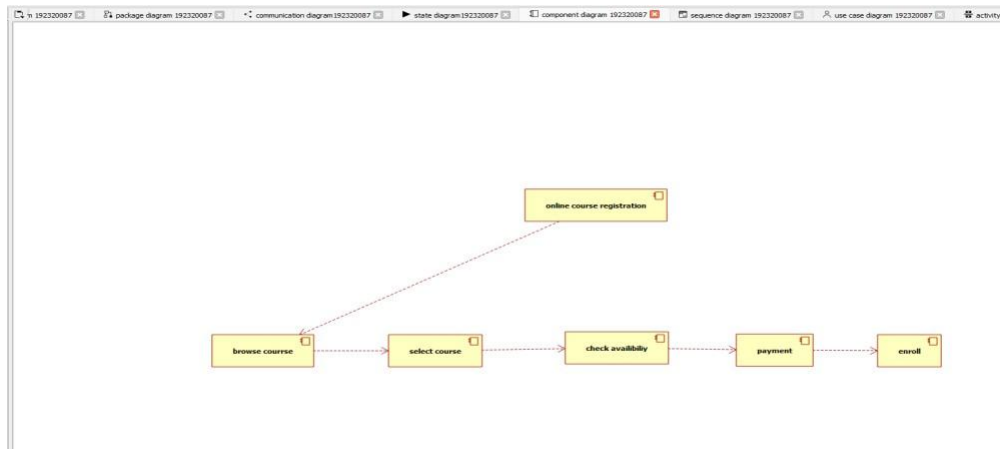 n 192320087
package diagram 192320087
communication diagram192320087
state diagram192320087
component diagram 192320087
sequence diagram 192320087
use case diagram 192320087
activity
online course registration
browse courrse
select course
check availibiliy
payment
enroll